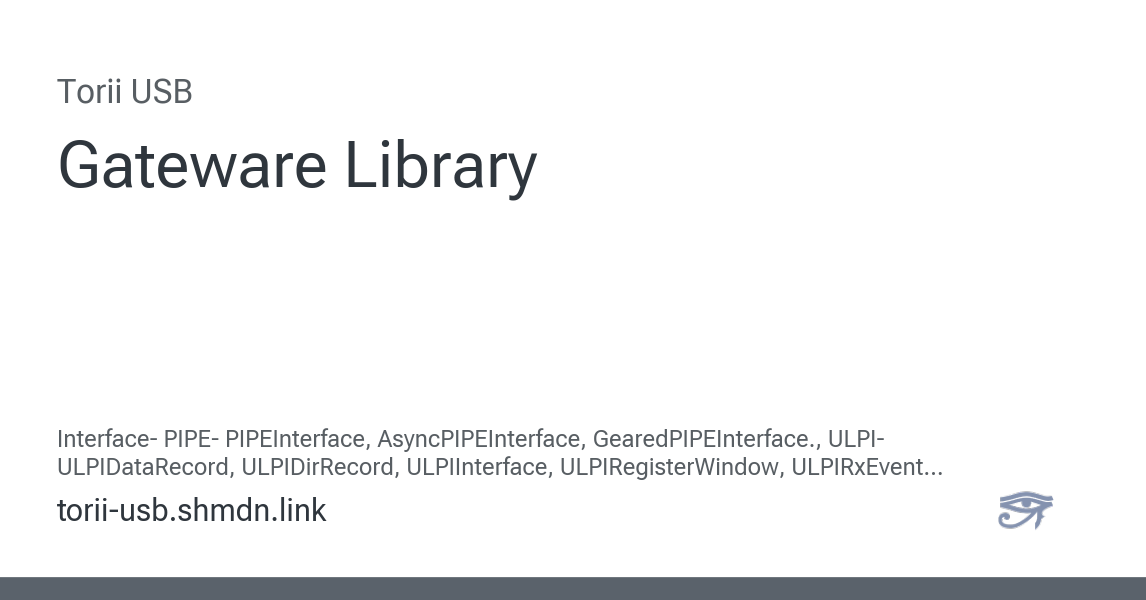 Torii USB
Gateware Library
Interface- PIPE- PIPEInterface, AsyncPIPEInterface, GearedPIPEInterface., ULPI-
ULPIDataRecord, ULPIDirRecord, ULPIInterface, ULPIRegisterWindow, ULPIRxEvent...
torii-usb.shmdn.link